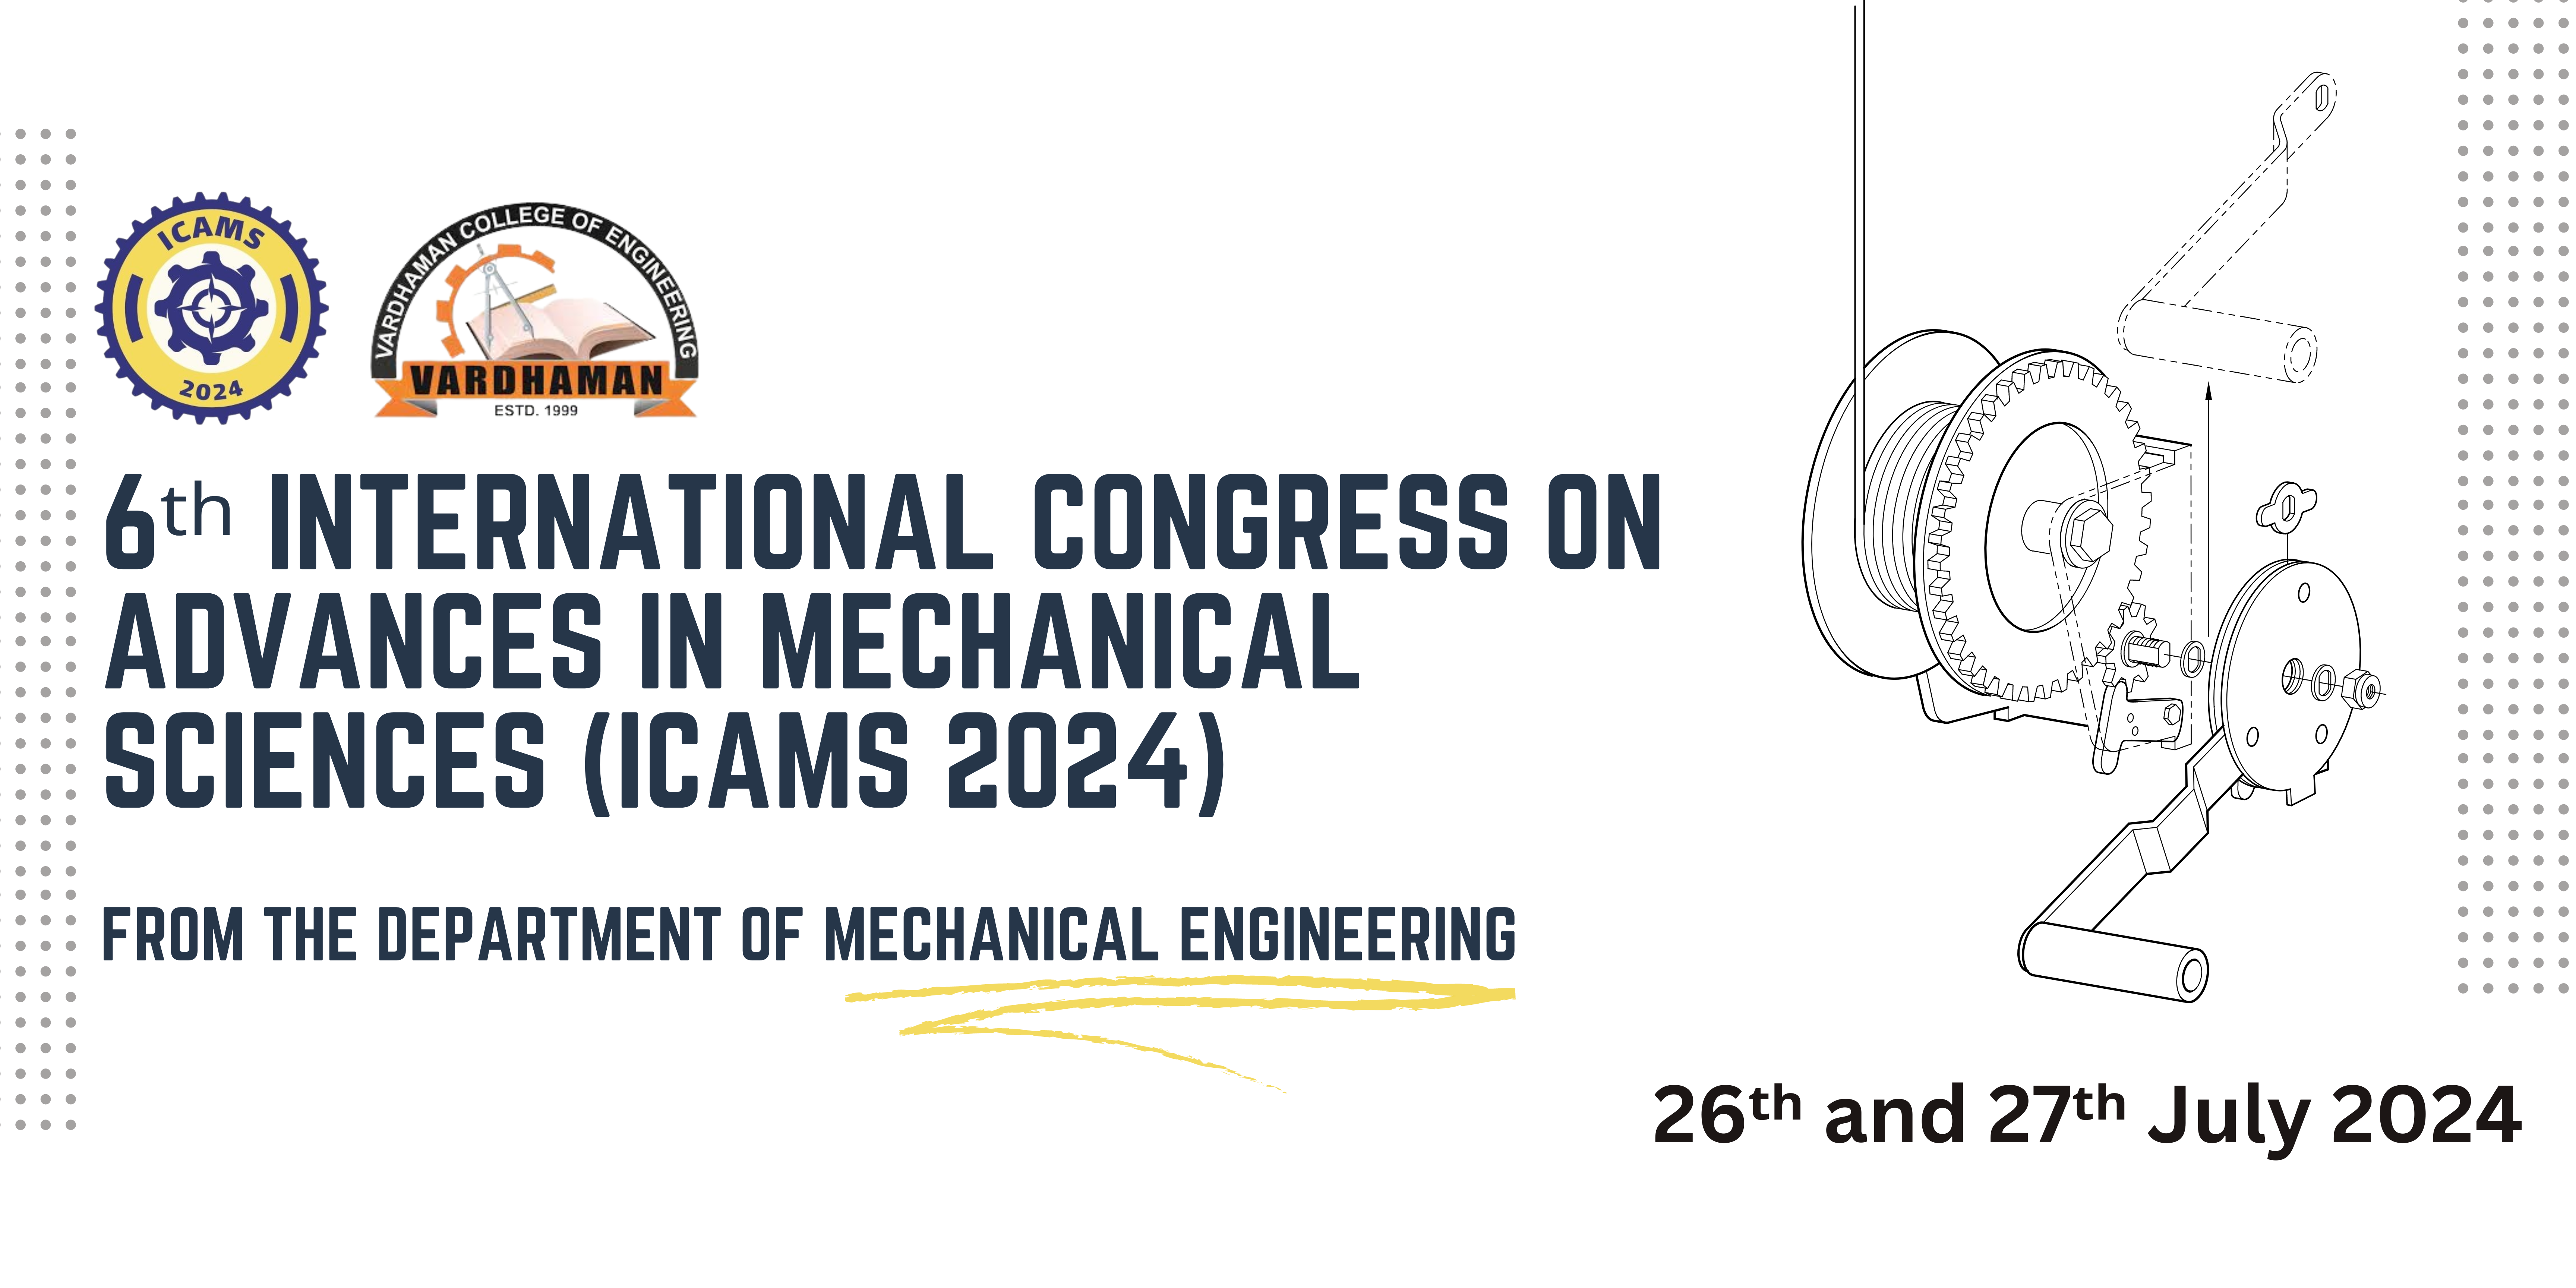 ICAMS
2024
VARDHAMAN COLLEGE OF ENGINEERING
VARDHAMAN
ESTD. 1999
6th INTERNATIONAL CONGRESS ON
ADVANCES IN MECHANICAL
SCIENCES (ICAMS 2024)
FROM THE DEPARTMENT OF MECHANICAL ENGINEERING
26th and 27th July 2024